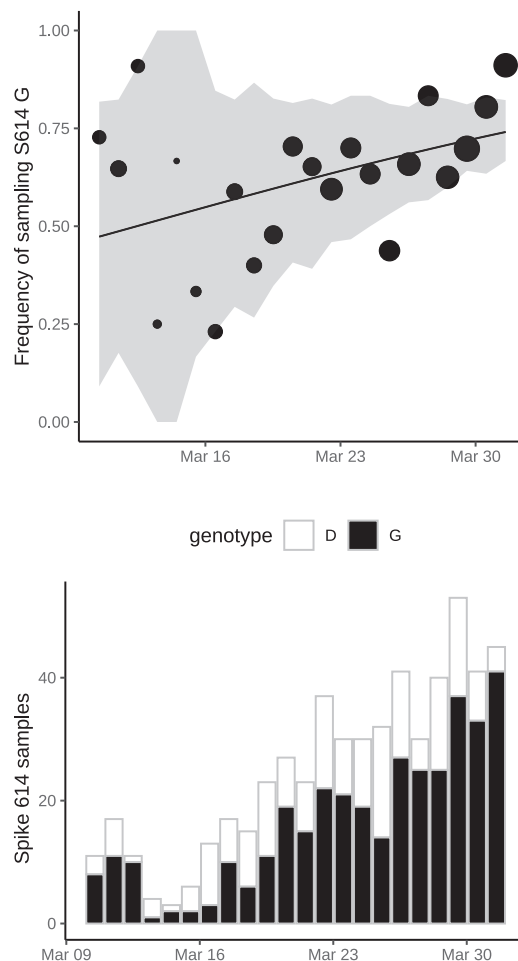 Frequency of sampling S614 G
1.00
0.75
0.50
0.25
0.00
Mar 16 Mar 23 Mar 30
genotype D G
Spike 614 samples
40
20
0
Mar 09 Mar 16 Mar 23 Mar 30